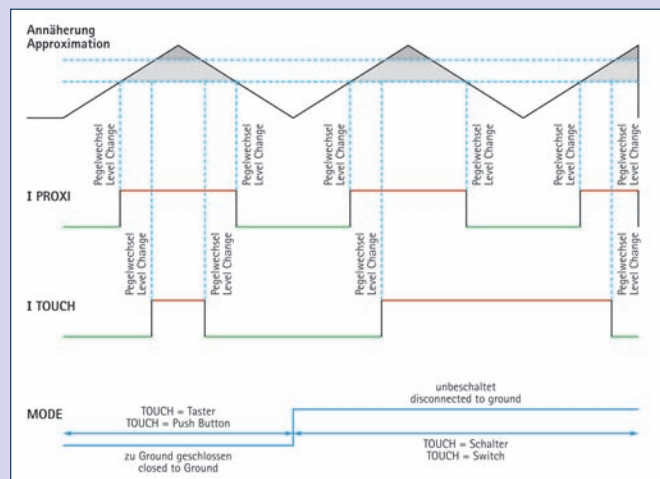 Annäherung
Approximation
Pegelwechsel
Level Change
Pegelwechsel
Level Change
Pegelwechsel
Level Change
Pegelwechsel
Level Change
Pegelwechsel
Level Change
Pegelwechsel
Level Change
I PROXI
Pegelwechsel
Level Change
Pegelwechsel
Level Change
Pegelwechsel
Level Change
Pegelwechsel
Level Change
I TOUCH
MODE
TOUCH = Taster
TOUCH = Push Button
zu Ground geschlossen
closed to Ground
unbeschaltet
disconnected to ground
TOUCH = Schalter
TOUCH = Switch